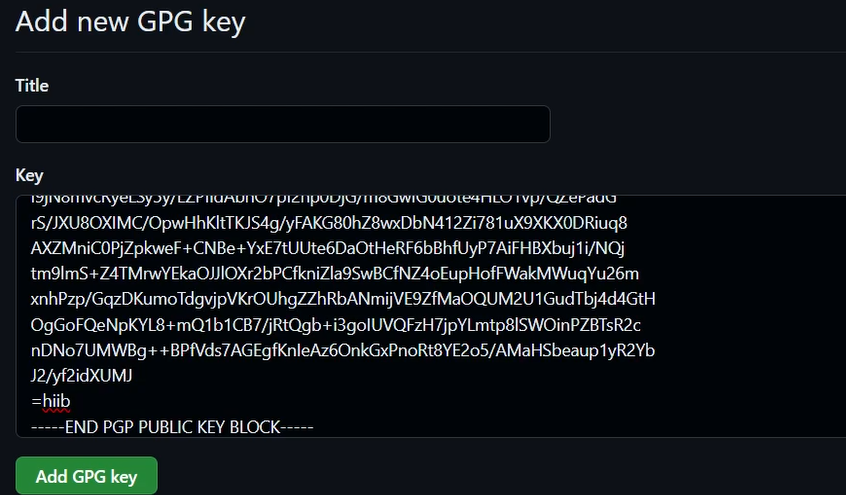 Add new GPG key
Title
Key
rS/JXU8OXIMC/OpwHhKltTKJS4g/yFAKG80hZ8wxDbN412Zi781uX9XKX0DRiuq8
AXZMniC0PjZpkweF+CNBe+YxE7tUUte6DaOtHeRF6bBhfUyP7AiFHBXbuj1i/NQj
tm9lmS+Z4TMrwYEkaOJJlOXr2bPCfkniZla9SwBCfNZ4oEupHofFWakMWuqYu26m
xnhPzp/GqzDKumoTdgvjpVKrOUhgZZhRbANmijVE9ZfMaOQUM2U1GudTbj4d4GtH
OgGoFQeNpKYL8+mQ1b1CB7/jRtQgb+i3goIUVQFzH7jpYLmtp8lSWOinPZBTsR2c
nDNo7UMWBg++BPfVds7AGEgfKnIeAz6OnkGxPnoRt8YE2o5/AMaHSbeaup1yR2Yb
J2/yf2idXUMJ
=hiib
-----END PGP PUBLIC KEY BLOCK-----
Add GPG key